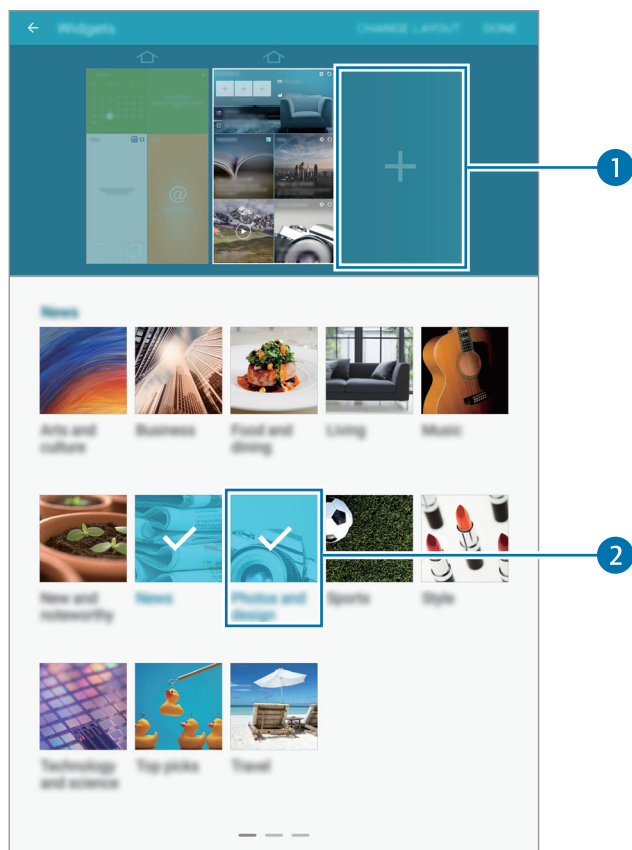 Widgets
CHANGE LAYOUT DONE
@
1
News
Arts and
culture
Business
Food and
dining
Living
Music
2
New and
noteworthy
News
Photos and
design
Sports
Style
Technology
and science
Top picks
Travel